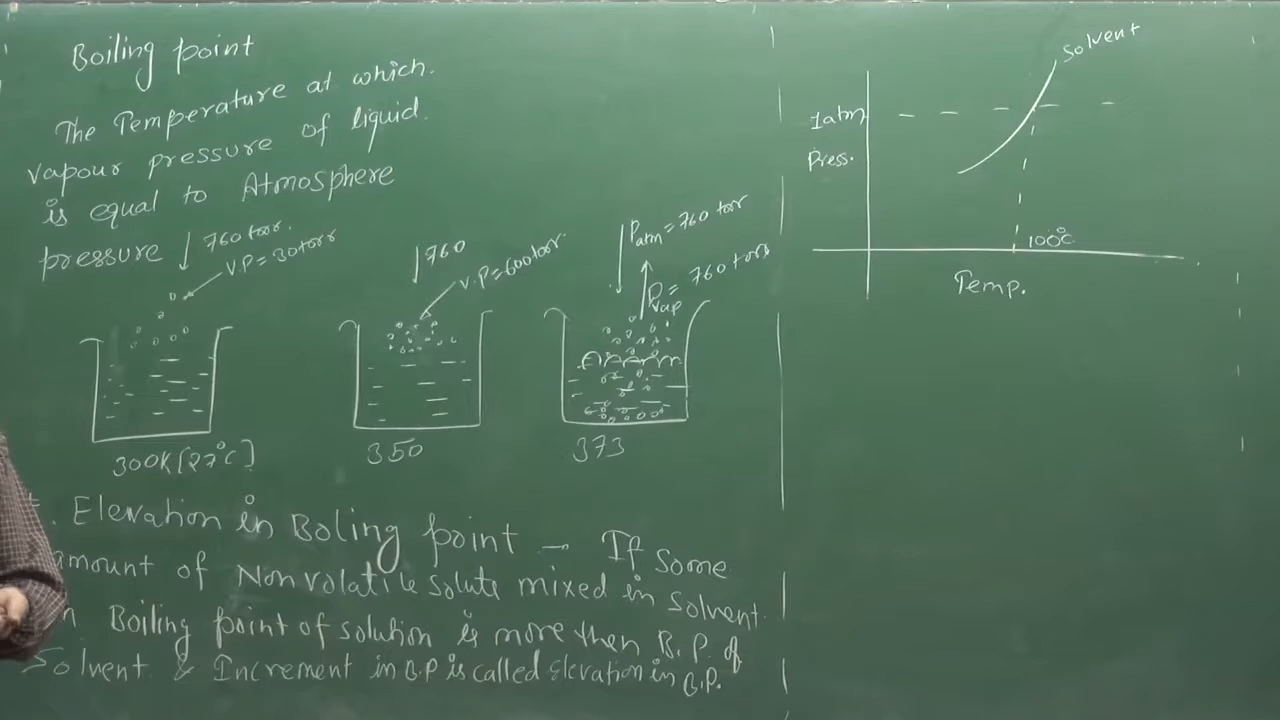 Boiling point
The Temperature at which.
vapour pressure of liquid.
is equal to Atmosphere
pressure
760 torr.
V.P = 30 torr
760
V.P = 600 torr.
Patm = 760 torr
Pvap = 760 torr
300K [27°C]
350
373
. Elevation in Boling point - If some
amount of Non volatile solute mixed in solvent.
Boiling point of solution is more then B.P. of
Solvent & Increment in B.P is called Elevation in B.P.
Solvent
1atm
Press.
100°C
Temp.